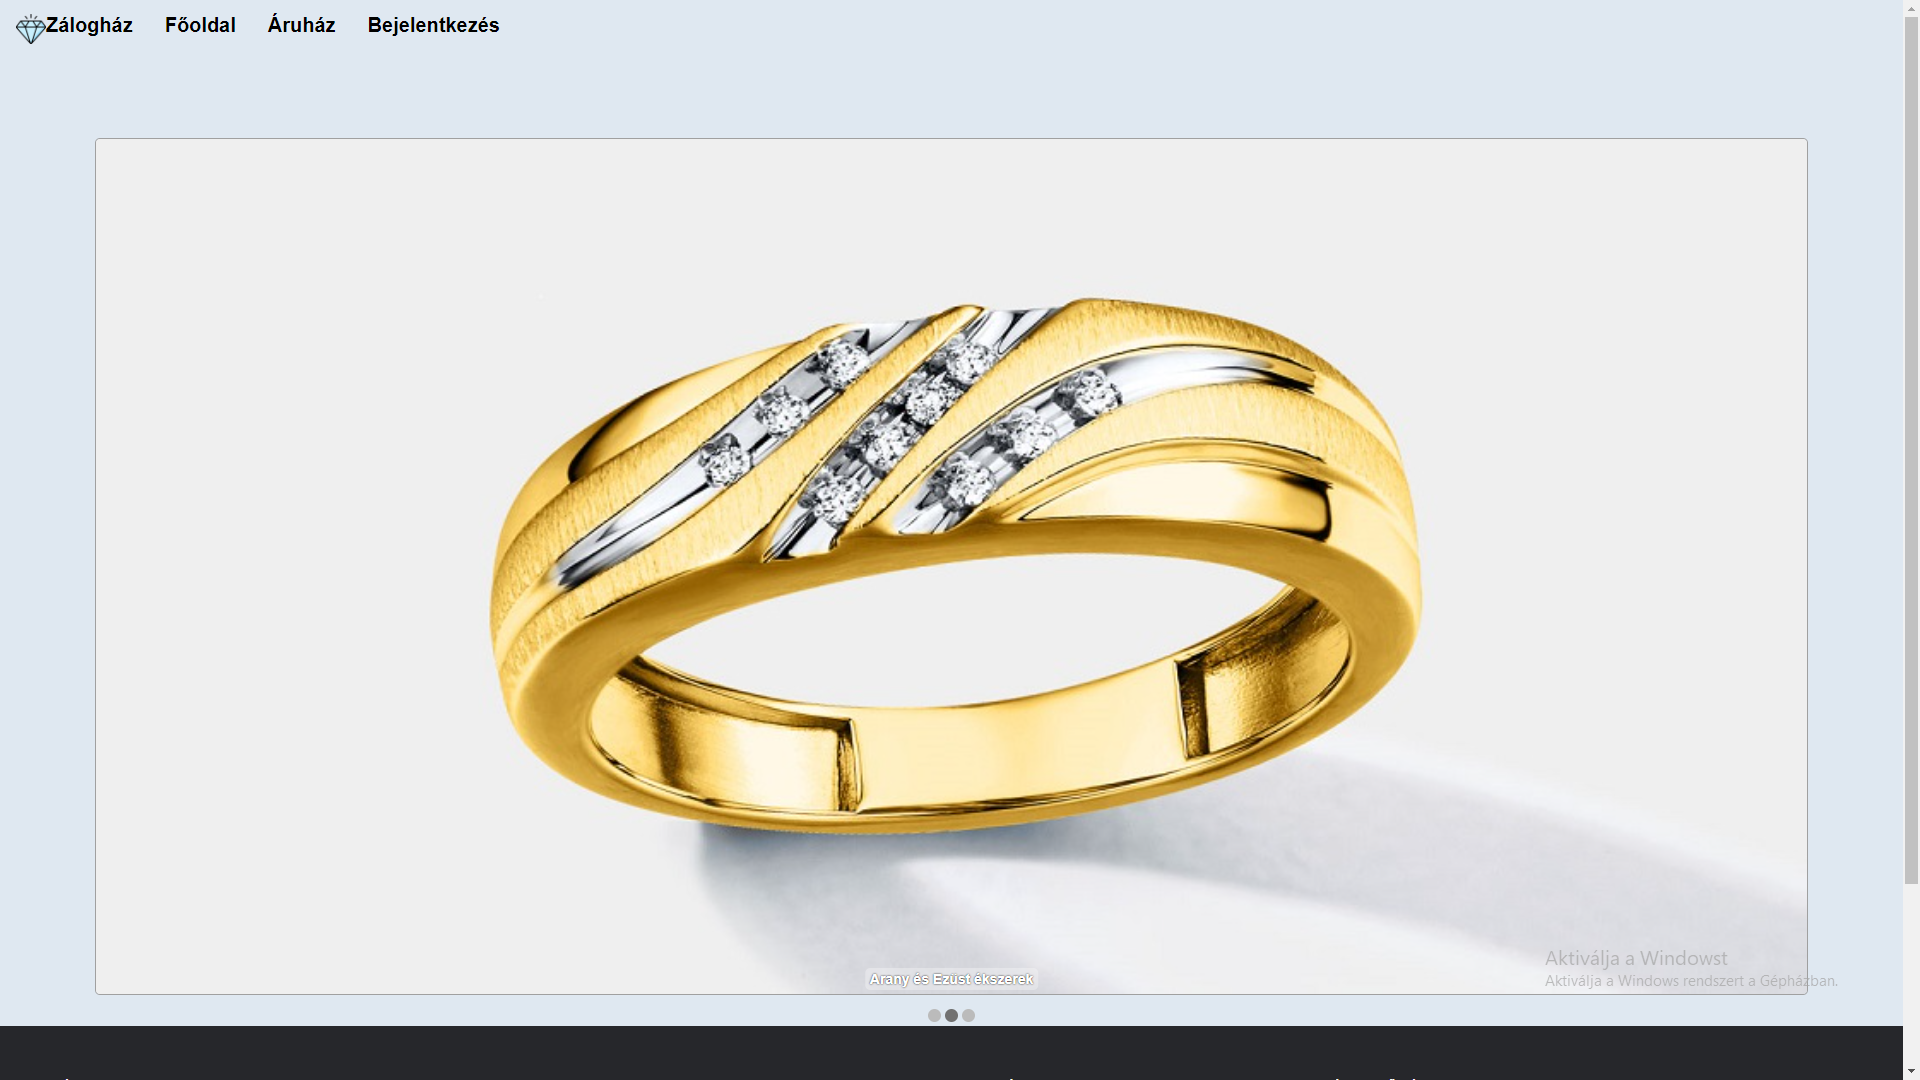 Zálogház Főoldal Áruház Bejelentkezés
Arany és Ezüst ékszerek
Aktiválja a Windowst
Aktiválja a Windows rendszert a Gépházban.